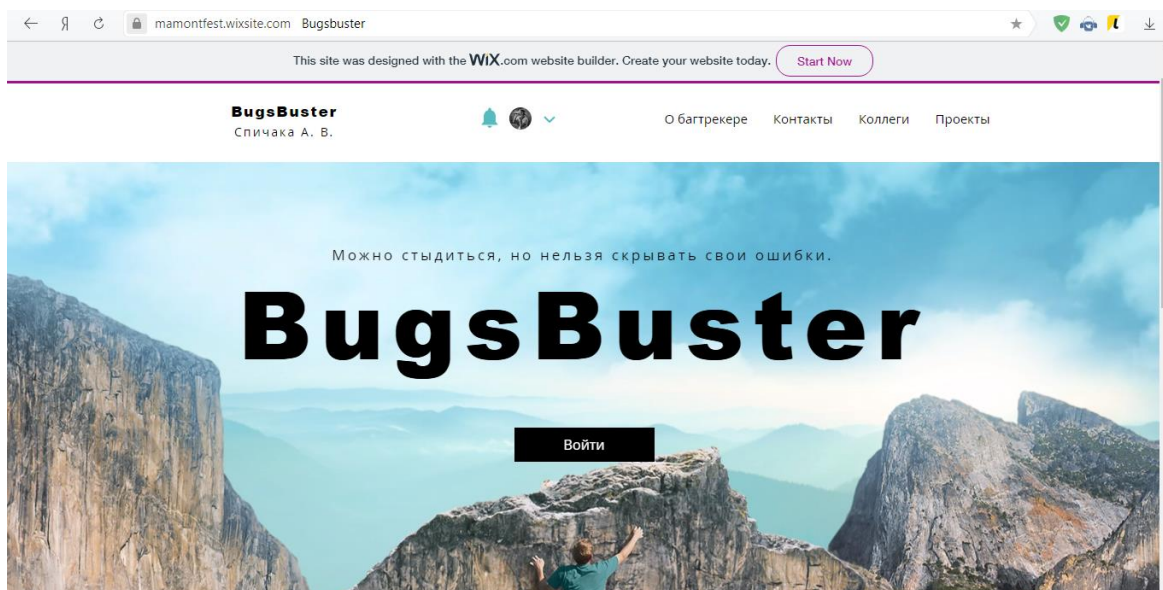 Я mamontfest.wixsite.com Bugsbuster
This site was designed with the WiX.com website builder. Create your website today. Start Now
BugsBuster
Спичака А. В.
О багтрекере Контакты Коллеги Проекты
Можно стыдиться, но нельзя скрывать свои ошибки.
BugsBuster
Войти